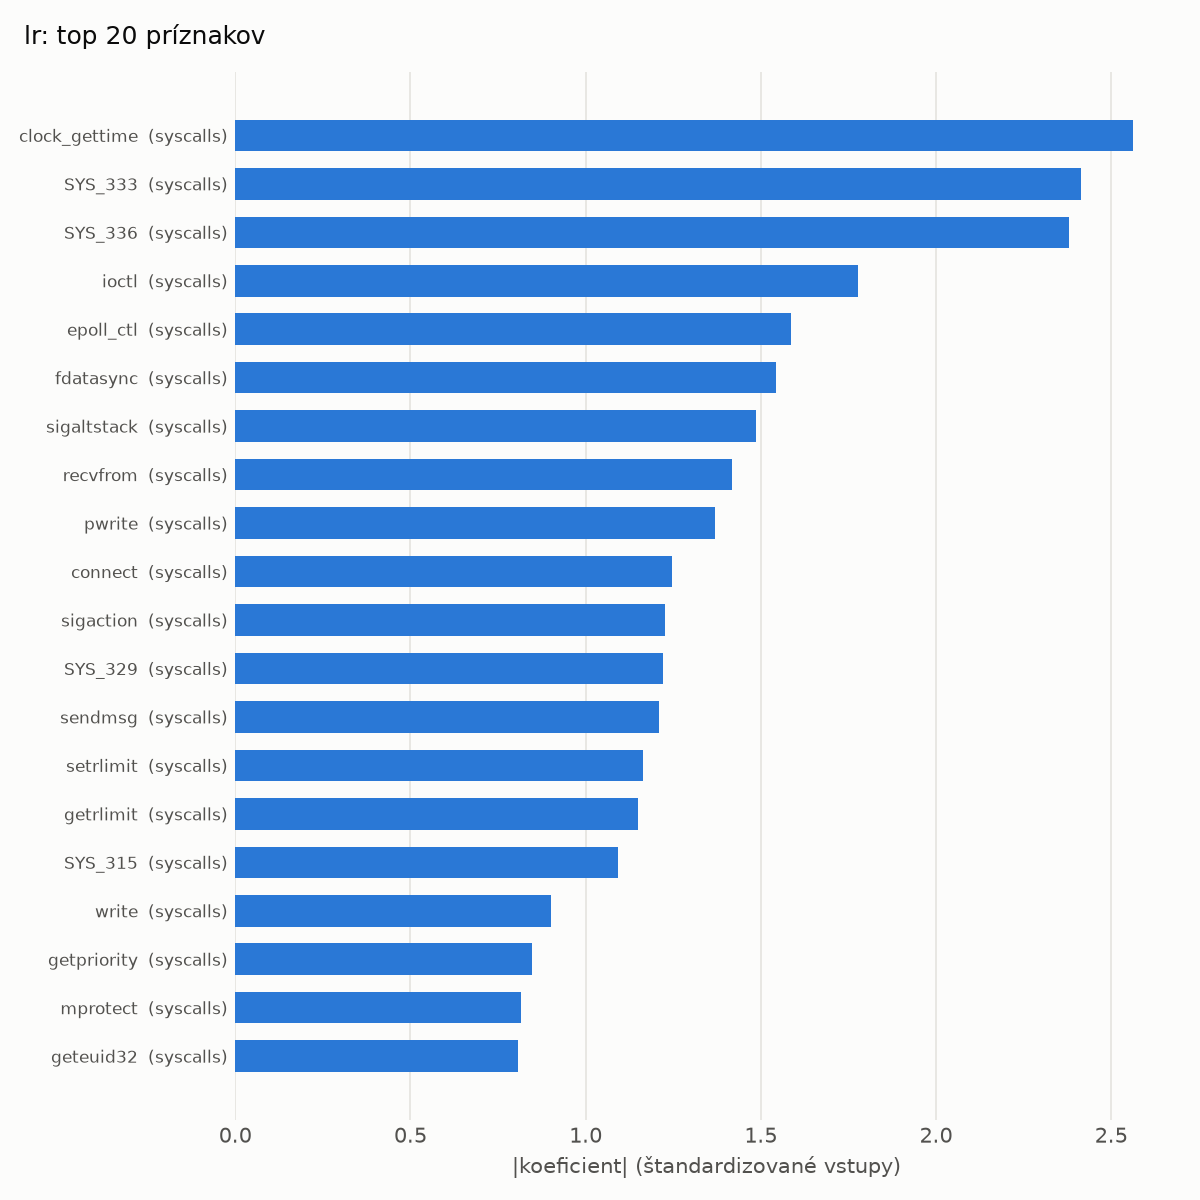 lr: top 20 príznakov
clock_gettime (syscalls)
SYS_333 (syscalls)
SYS_336 (syscalls)
ioctl (syscalls)
epoll_ctl (syscalls)
fdatasync (syscalls)
sigaltstack (syscalls)
recvfrom (syscalls)
pwrite (syscalls)
connect (syscalls)
sigaction (syscalls)
SYS_329 (syscalls)
sendmsg (syscalls)
setrlimit (syscalls)
getrlimit (syscalls)
SYS_315 (syscalls)
write (syscalls)
getpriority (syscalls)
mprotect (syscalls)
geteuid32 (syscalls)
0.0 0.5 1.0 1.5 2.0 2.5
|koeficient| (štandardizované vstupy)